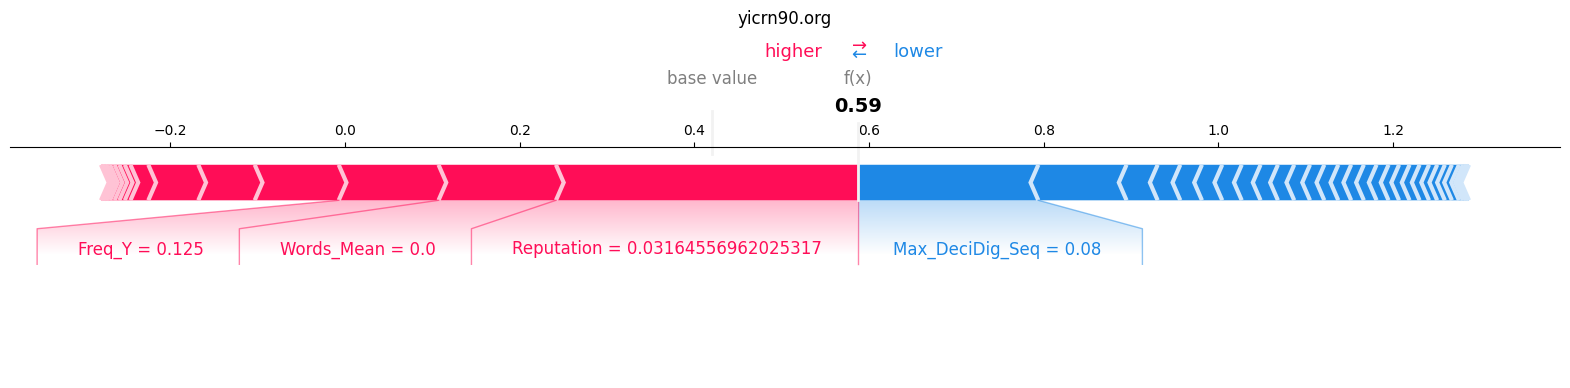 yicrn90.org
higher ⇄ lower
base value f(x)
0.59
−0.2 0.0 0.2 0.4 0.6 0.8 1.0 1.2
Freq_Y = 0.125 Words_Mean = 0.0 Reputation = 0.03164556962025317 Max_DeciDig_Seq = 0.08